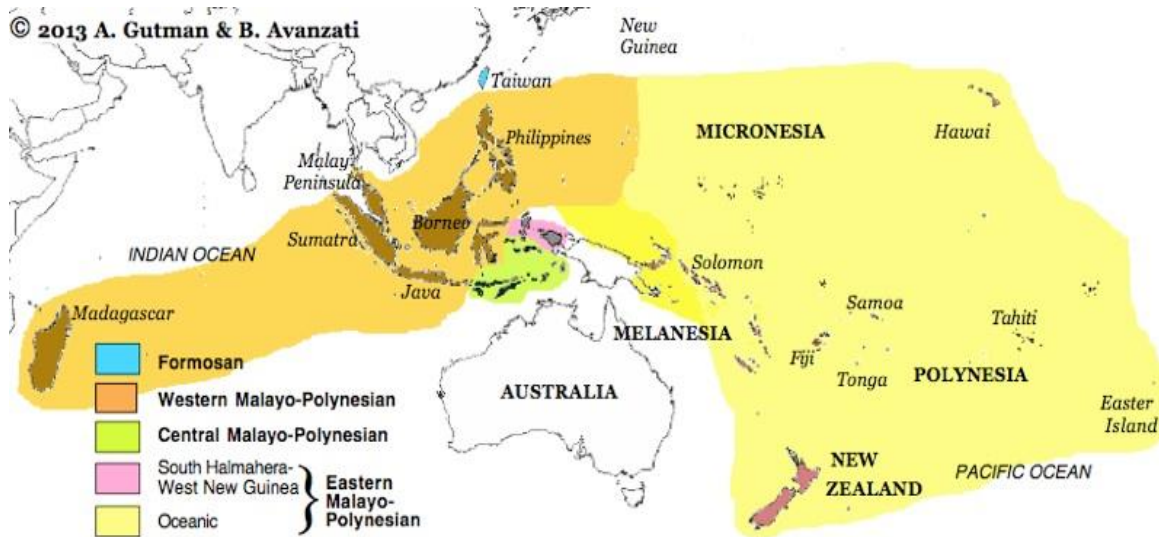 © 2013 A. Gutman & B. Avanzati
New
Guinea
Taiwan
Philippines
MICRONESIA
Hawai
Malay
Peninsula
Borneo
Sumatra
INDIAN OCEAN
Java
Solomon
Madagascar
MELANESIA
Samoa
Tahiti
Fiji
Tonga
POLYNESIA
AUSTRALIA
Easter
Island
NEW
ZEALAND
PACIFIC OCEAN
Formosan
Western Malayo-Polynesian
Central Malayo-Polynesian
South Halmahera-
West New Guinea
Oceanic
Eastern
Malayo-
Polynesian